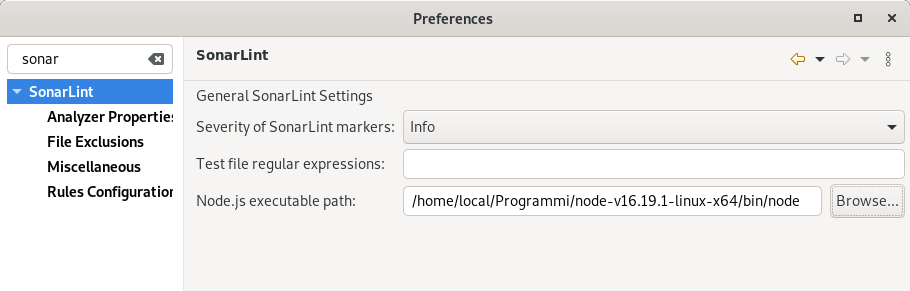 Preferences
sonar
SonarLint
Analyzer Properties
File Exclusions
Miscellaneous
Rules Configuration
SonarLint
General SonarLint Settings
Severity of SonarLint markers: Info
Test file regular expressions:
Node.js executable path: /home/local/Programmi/node-v16.19.1-linux-x64/bin/node Browse...